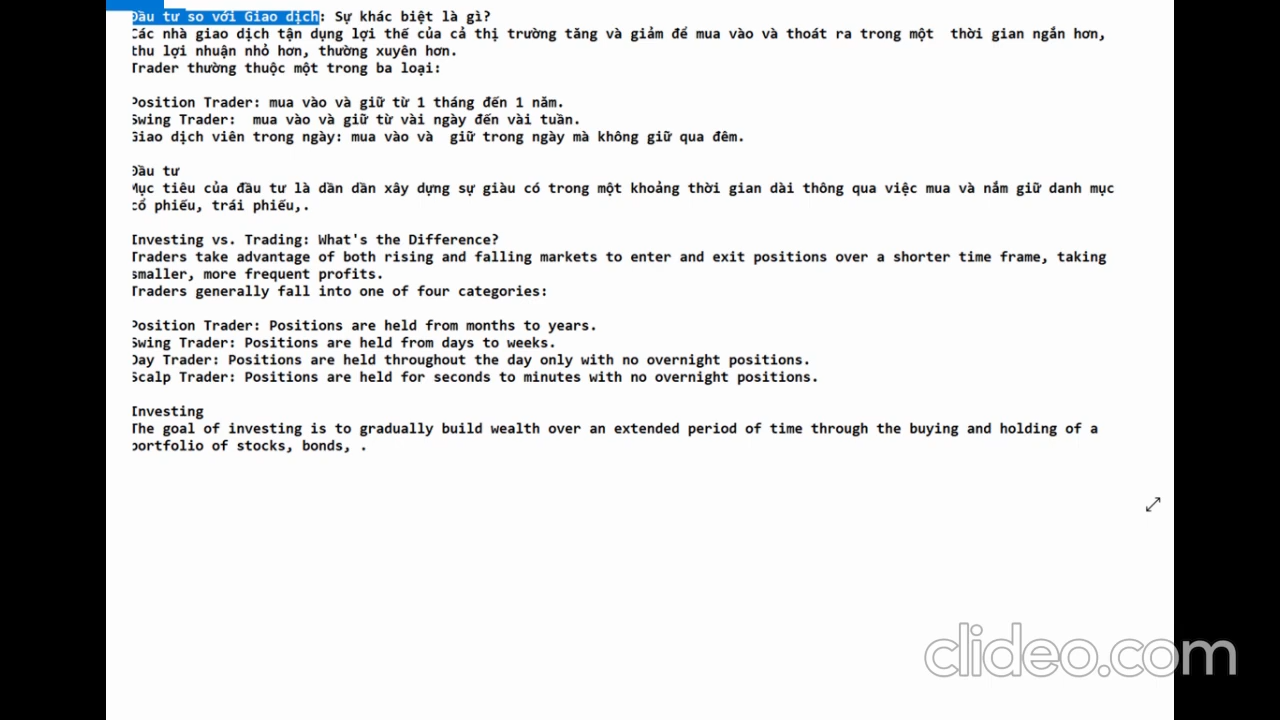 Đầu tư so với Giao dịch: Sự khác biệt là gì?
Các nhà giao dịch tận dụng lợi thế của cả thị trường tăng và giảm để mua vào và thoát ra trong một  thời gian ngắn hơn,
thu lợi nhuận nhỏ hơn, thường xuyên hơn.
Trader thường thuộc một trong ba loại:
Position Trader: mua vào và giữ từ 1 tháng đến 1 năm.
Swing Trader:  mua vào và giữ từ vài ngày đến vài tuần.
Giao dịch viên trong ngày: mua vào và  giữ trong ngày mà không giữ qua đêm.
Đầu tư
Mục tiêu của đầu tư là dần dần xây dựng sự giàu có trong một khoảng thời gian dài thông qua việc mua và nắm giữ danh mục
cổ phiếu, trái phiếu,.
Investing vs. Trading: What's the Difference?
Traders take advantage of both rising and falling markets to enter and exit positions over a shorter time frame, taking
smaller, more frequent profits.
Traders generally fall into one of four categories:
Position Trader: Positions are held from months to years.
Swing Trader: Positions are held from days to weeks.
Day Trader: Positions are held throughout the day only with no overnight positions.
Scalp Trader: Positions are held for seconds to minutes with no overnight positions.
Investing
The goal of investing is to gradually build wealth over an extended period of time through the buying and holding of a
portfolio of stocks, bonds, .
clideo.com